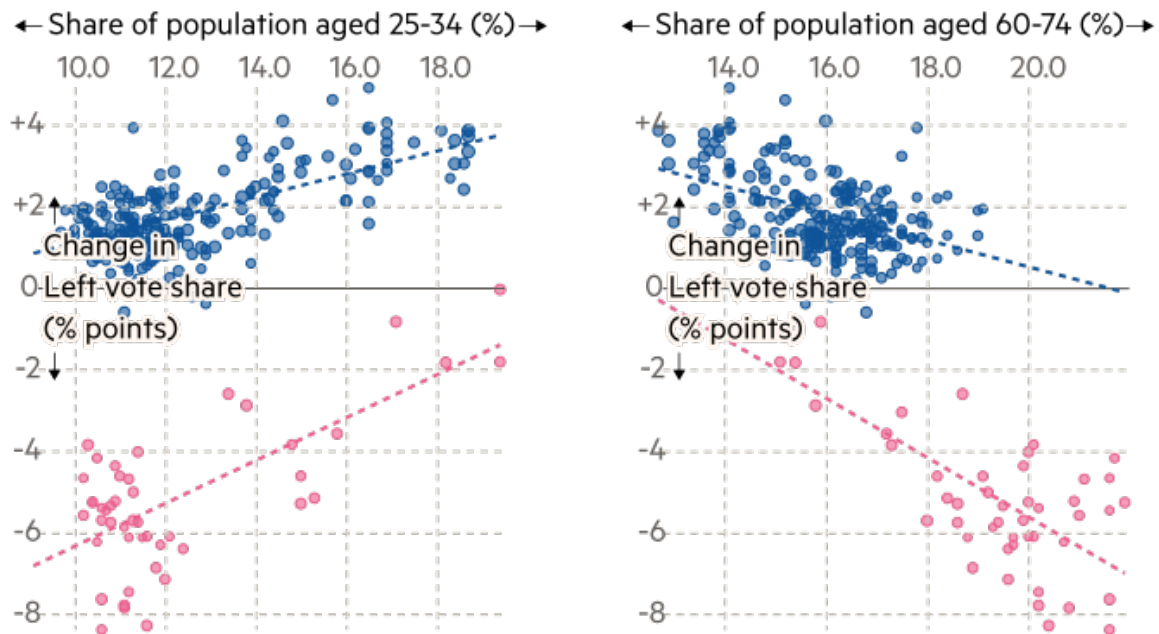 ← Share of population aged 25-34 (%) →
10.0 12.0 14.0 16.0 18.0
+4
+2
Change in
0 Left vote share
(% points)
-2
-4
-6
-8
← Share of population aged 60-74 (%) →
14.0 16.0 18.0 20.0
+4
+2
Change in
0 Left vote share
(% points)
-2
-4
-6
-8